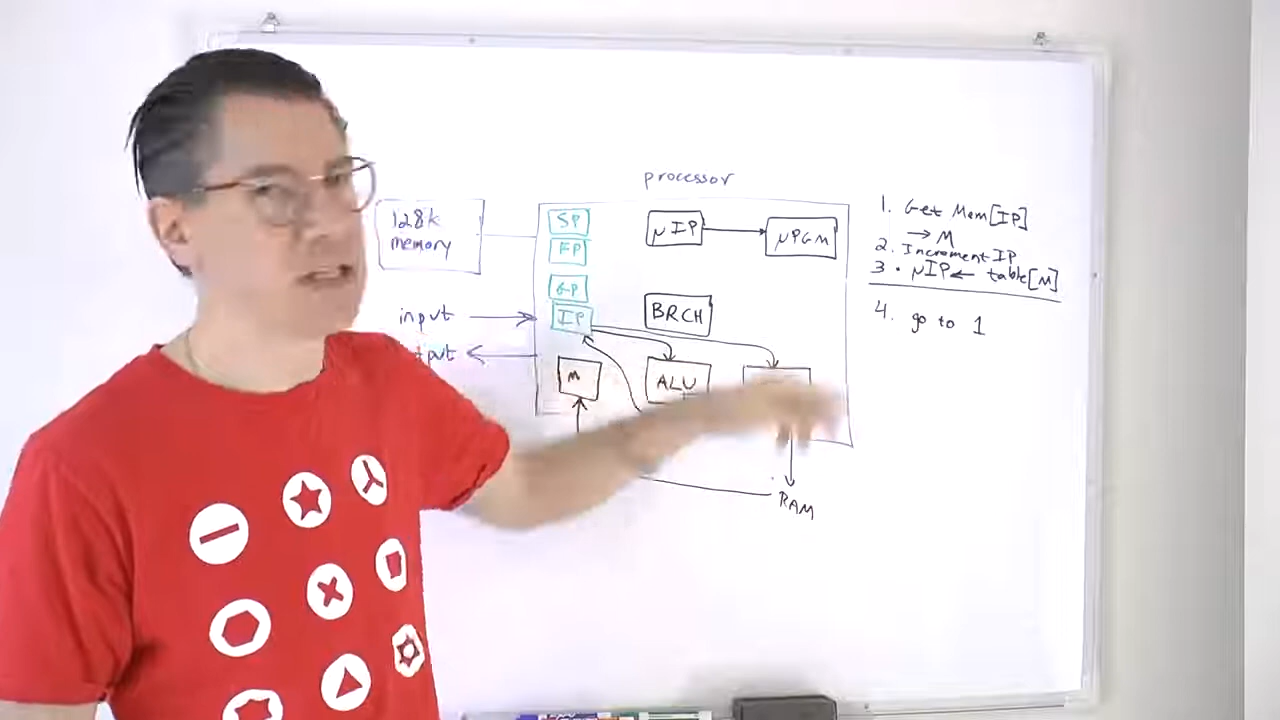 processor
128k
memory
SP
FP
GP
IP
μIP
μPGM
input
BRCH
M
ALU
RAM
1. Get Mem[IP]
→ M
2. Increment IP
3. μIP ← table[M]
4. go to 1